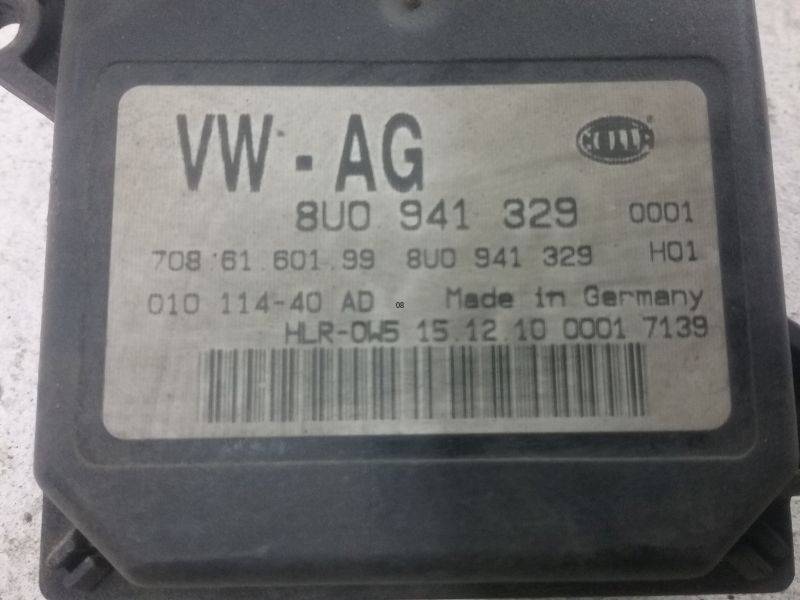 VW - AG
HELLA
8U0 941 329 0001
708 61 601 99 8U0 941 329 H01
010 114-40 AD 08 Made in Germany
HLR-0W5 15.12.10 0001 7139